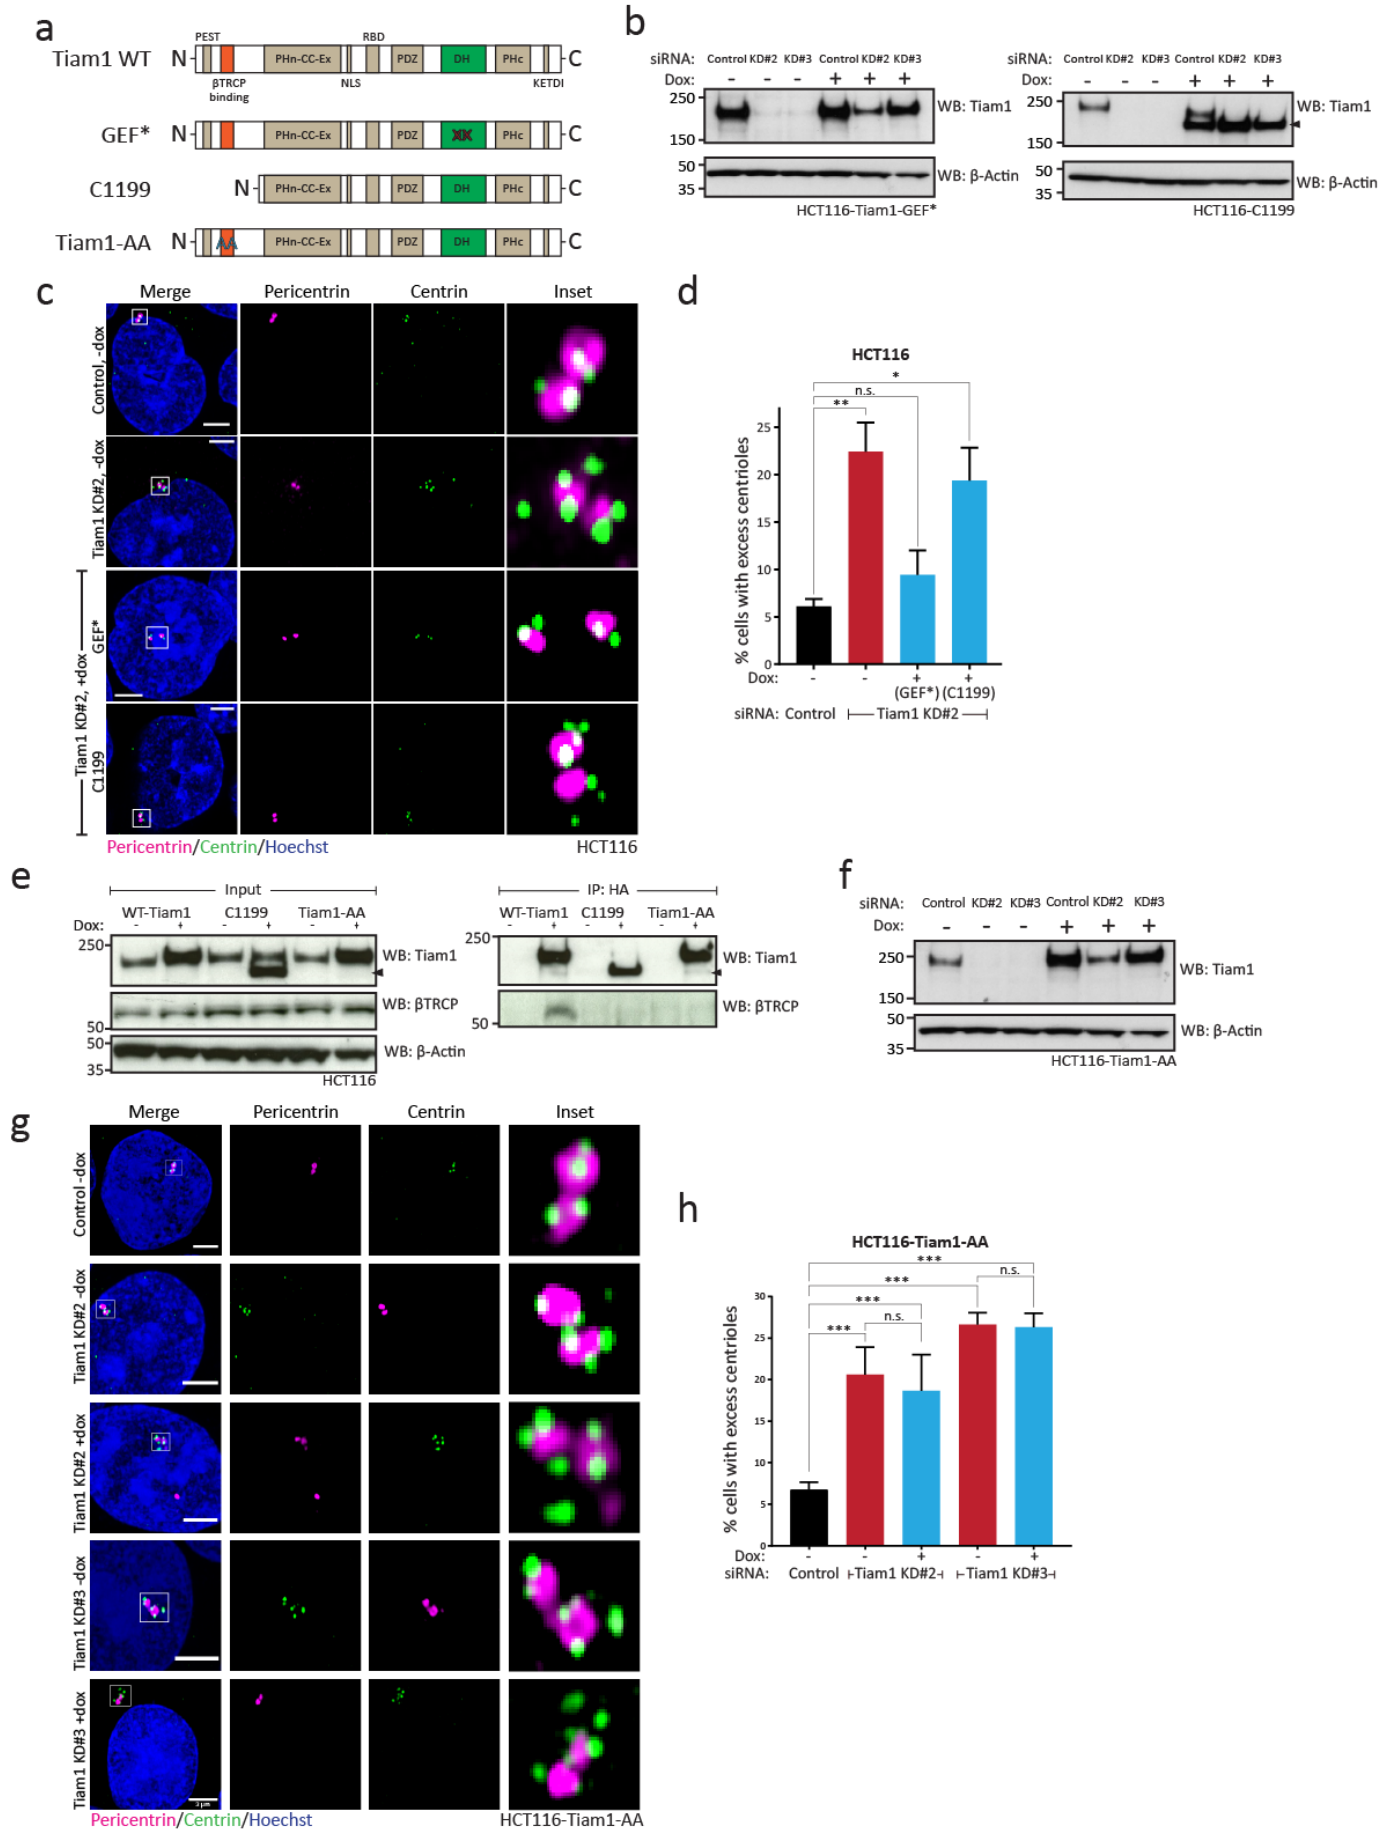 a
PEST
RBD
Tiam1 WT N PHn-CC-Ex PDZ DH PHc C
βTRCP binding
NLS
KETDI
GEF* N PHn-CC-Ex PDZ XX PHc C
C1199 N PHn-CC-Ex PDZ DH PHc C
Tiam1-AA N AA PHn-CC-Ex PDZ DH PHc C
b
siRNA: Control KD#2 KD#3 Control KD#2 KD#3
Dox: - - - + + +
250
150
WB: Tiam1
50
35
WB: β-Actin
HCT116-Tiam1-GEF*
siRNA: Control KD#2 KD#3 Control KD#2 KD#3
Dox: - - - + + +
250
150
WB: Tiam1
50
35
WB: β-Actin
HCT116-C1199
c
Merge Pericentrin Centrin Inset
Control, -dox
Tiam1 KD#2, -dox
Tiam1 KD#2, +dox
GEF*
C1199
Pericentrin/Centrin/Hoechst
HCT116
d
HCT116
*
n.s.
**
% cells with excess centrioles
25
20
15
10
5
0
Dox: - - + +
(GEF*) (C1199)
siRNA: Control Tiam1 KD#2
e
Input
WT-Tiam1 C1199 Tiam1-AA
Dox: - + - + - +
250
WB: Tiam1
WB: βTRCP
50
50
35
WB: β-Actin
HCT116
IP: HA
WT-Tiam1 C1199 Tiam1-AA
- + - + - +
250
WB: Tiam1
WB: βTRCP
50
f
siRNA: Control KD#2 KD#3 Control KD#2 KD#3
Dox: - - - + + +
250
150
WB: Tiam1
50
35
WB: β-Actin
HCT116-Tiam1-AA
g
Merge Pericentrin Centrin Inset
Control -dox
Tiam1 KD#2 -dox
Tiam1 KD#2 +dox
Tiam1 KD#3 -dox
Tiam1 KD#3 +dox
3 μm
Pericentrin/Centrin/Hoechst
HCT116-Tiam1-AA
h
HCT116-Tiam1-AA
***
n.s.
***
***
n.s.
***
% cells with excess centrioles
30
25
20
15
10
5
0
Dox: - - + - +
siRNA: Control Tiam1 KD#2 Tiam1 KD#3